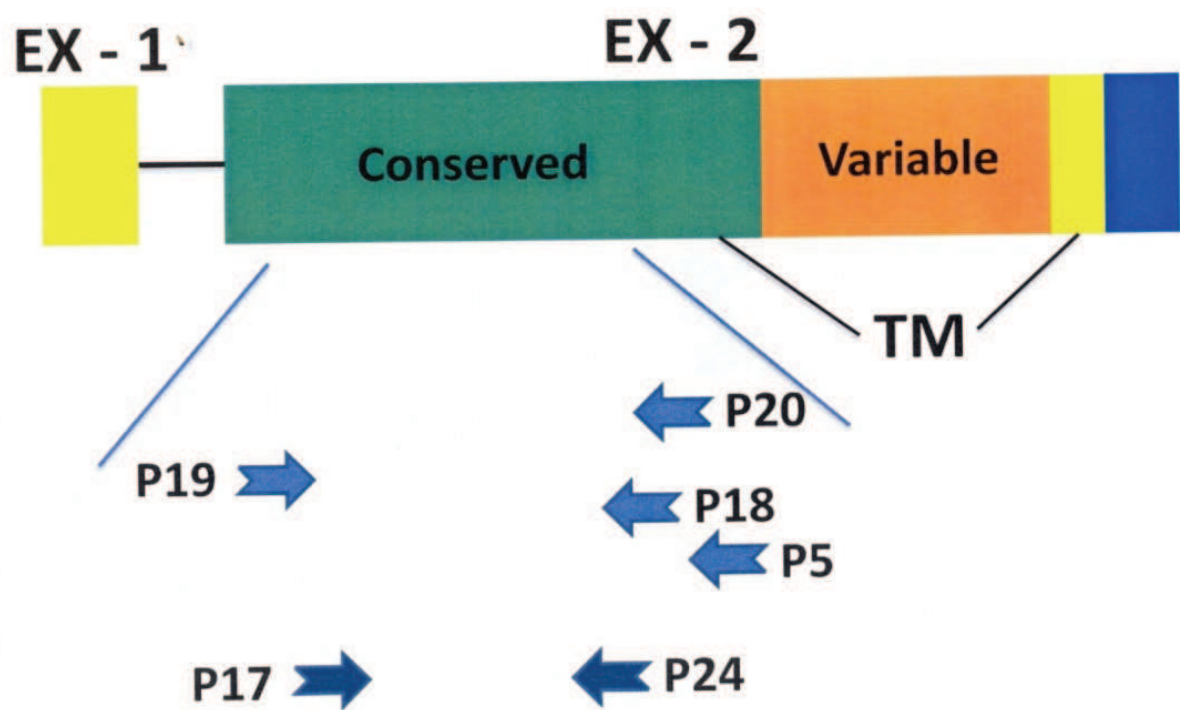 EX - 1
EX - 2
Conserved
Variable
TM
P20
P19
P18
P5
P17
P24